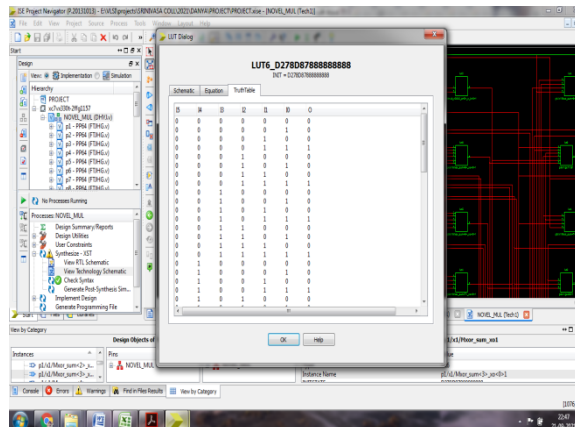 ISE Project Navigator (P.20131013) - E:\VLSI\projects\SRINIVASA COLL\2021\DANYA\PROJECT\PROJECT.xise - [NOVEL_MUL (Tech1)]
File Edit View Project Source Process Tools Window Layout Help
LUT Dialog
LUT6_D278D87888888888
INIT = D278D87888888888
Schematic Equation TruthTable
I5 I4 I3 I2 I1 I0 O
0 0 0 0 0 0 0
0 0 0 0 0 1 0
0 0 0 0 1 0 0
0 0 0 0 1 1 1
0 0 0 1 0 0 0
0 0 0 1 0 1 0
0 0 0 1 1 0 0
0 0 0 1 1 1 1
0 0 1 0 0 0 0
0 0 1 0 0 1 0
0 0 1 0 1 0 0
0 0 1 0 1 1 1
0 0 1 1 0 0 0
0 0 1 1 0 1 0
0 0 1 1 1 0 0
0 0 1 1 1 1 1
0 1 0 0 0 0 0
0 1 0 0 0 1 0
0 1 0 0 1 0 0
0 1 0 0 1 1 1
0 1 0 1 0 0 0
OK Help
Start
Design
View: Implementation Simulation
Hierarchy
PROJECT
xc7vx330t-2ffg1157
NOVEL_MUL (DHV.v)
p1 - PP64 (FTIHG.v)
p2 - PP64 (FTIHG.v)
p3 - PP64 (FTIHG.v)
p4 - PP64 (FTIHG.v)
p5 - PP64 (FTIHG.v)
p6 - PP64 (FTIHG.v)
p7 - PP64 (FTIHG.v)
p8 - PP64 (FTIHG.v)
No Processes Running
Processes: NOVEL_MUL
Design Summary/Reports
Design Utilities
User Constraints
Synthesize - XST
View RTL Schematic
View Technology Schematic
Check Syntax
Generate Post-Synthesis Sim...
Implement Design
Generate Programming File
Start
NOVEL_MUL (Tech1)
View by Category
Design Objects of
Instances
Pins
NOVEL_MUL
Instance Name
Console Errors Warnings Find in Files Results View by Category
22:47